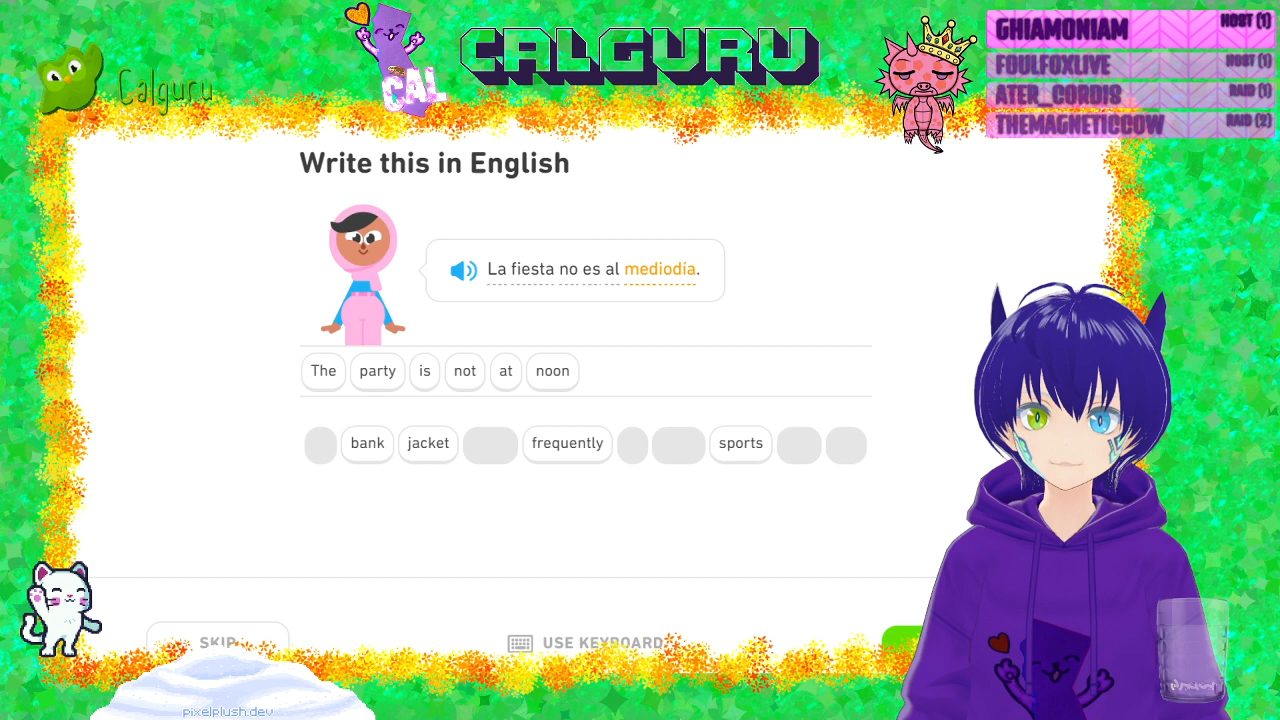 Calguru
CAL
CALGURU
GHIAMONIAM HOST (1)
FOULFOXLIVE HOST (1)
ATER_CORDIS RAID (1)
THEMAGNETICCOW RAID (2)
Write this in English
La fiesta no es al mediodía.
The party is not at noon
bank jacket frequently sports
SKIP
USE KEYBOARD
pixelplush.dev